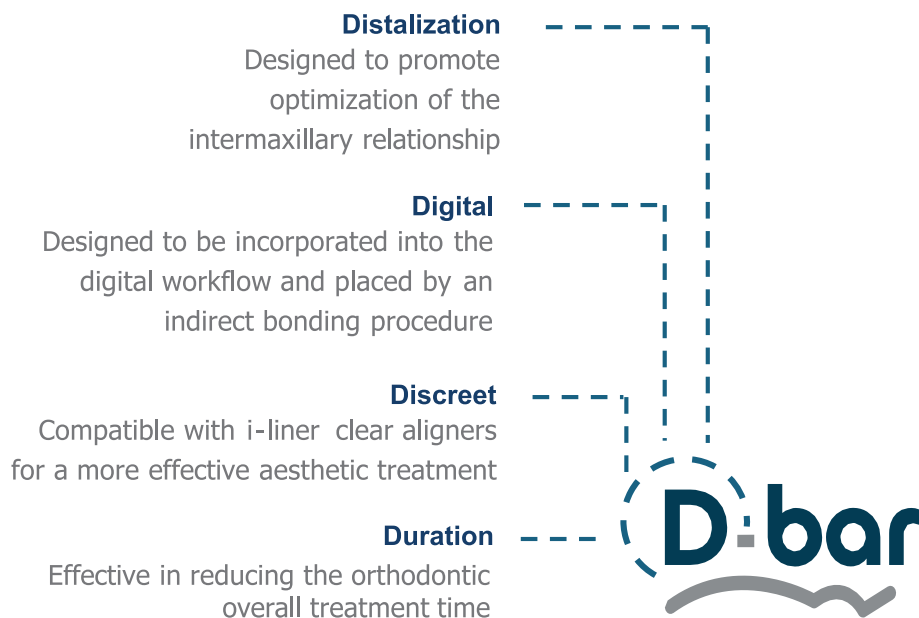 Distalization
Designed to promote
optimization of the
intermaxillary relationship
Digital
Designed to be incorporated into the
digital workflow and placed by an
indirect bonding procedure
Discreet
Compatible with i-liner clear aligners
for a more effective aesthetic treatment
Duration
Effective in reducing the orthodontic
overall treatment time
D-bar